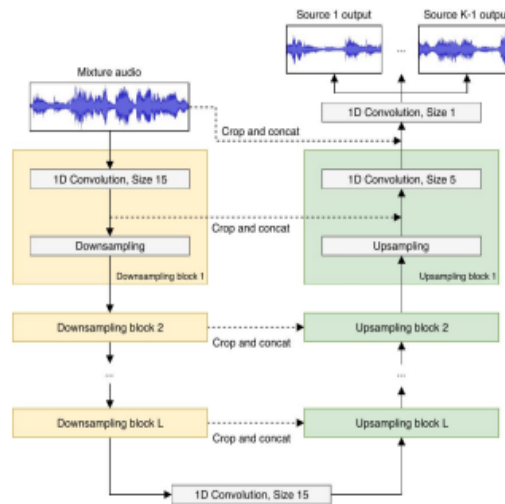 Source 1 output
...
Source K-1 output
Mixture audio
1D Convolution, Size 1
Crop and concat
1D Convolution, Size 15
1D Convolution, Size 5
Crop and concat
Downsampling
Upsampling
Downsampling block 1
Upsampling block 1
Downsampling block 2
Crop and concat
Upsampling block 2
...
...
Downsampling block L
Crop and concat
Upsampling block L
1D Convolution, Size 15